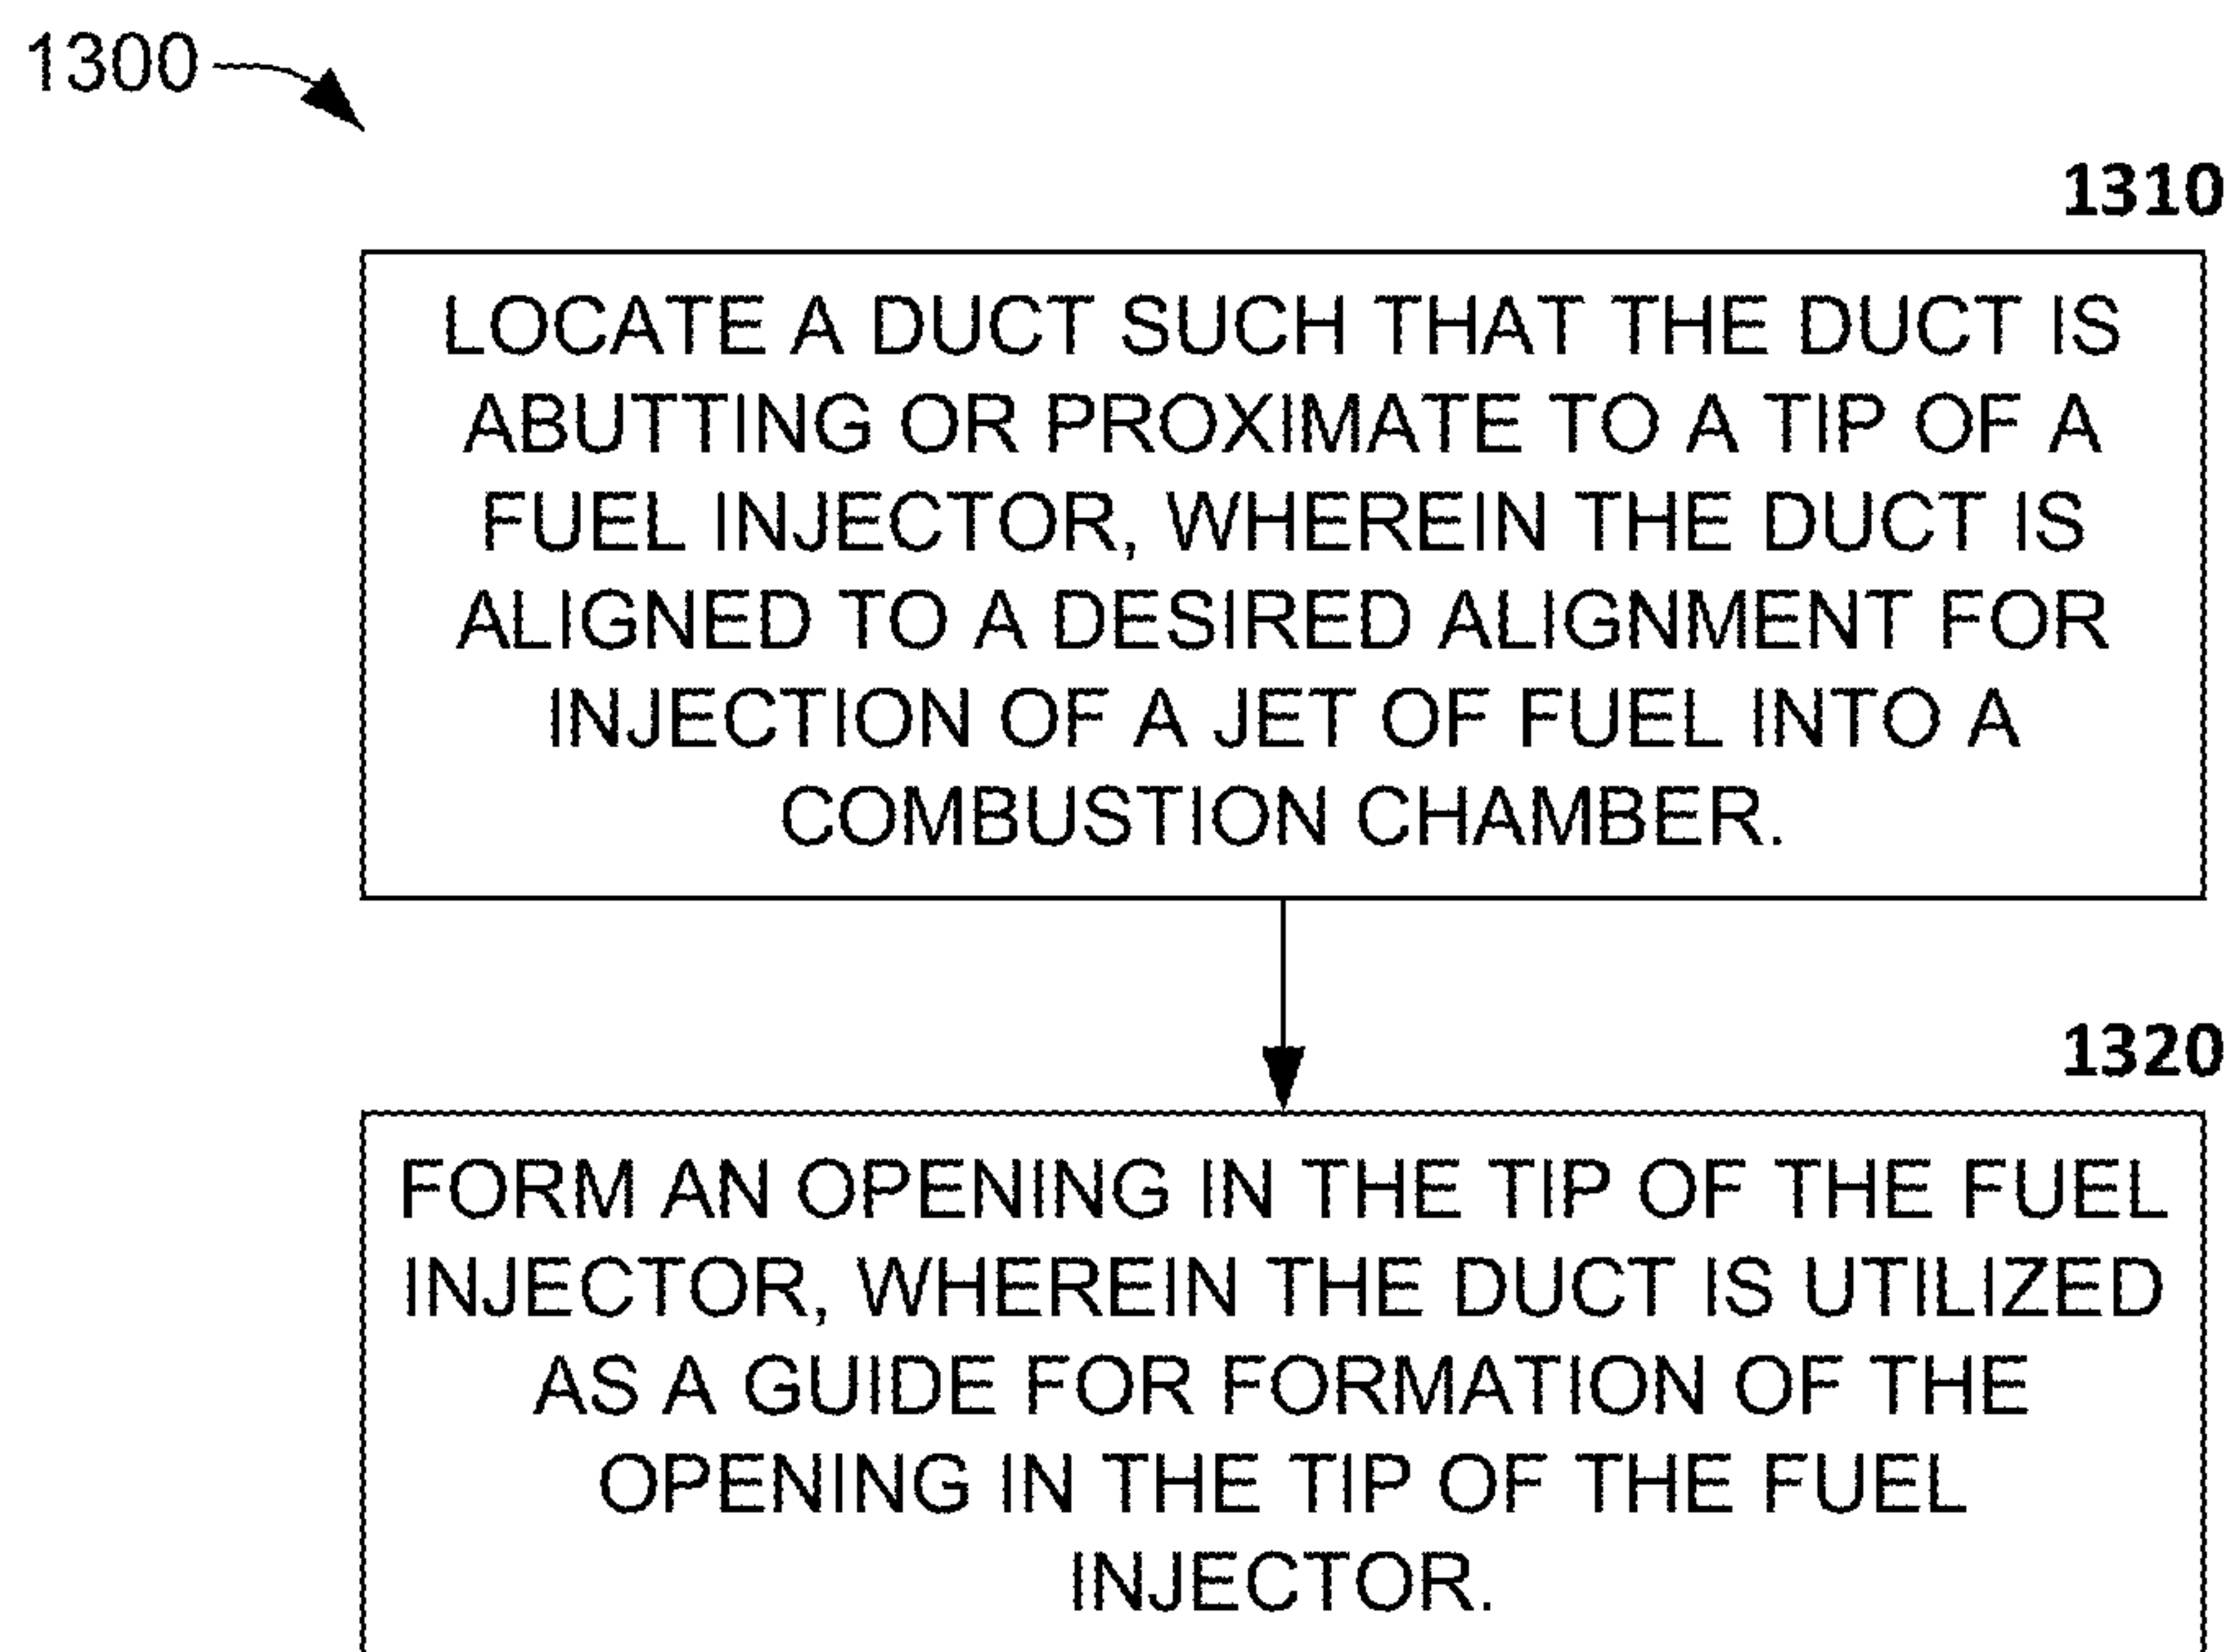 1300
1310
LOCATE A DUCT SUCH THAT THE DUCT IS
ABUTTING OR PROXIMATE TO A TIP OF A
FUEL INJECTOR, WHEREIN THE DUCT IS
ALIGNED TO A DESIRED ALIGNMENT FOR
INJECTION OF A JET OF FUEL INTO A
COMBUSTION CHAMBER.
1320
FORM AN OPENING IN THE TIP OF THE FUEL
INJECTOR, WHEREIN THE DUCT IS UTILIZED
AS A GUIDE FOR FORMATION OF THE
OPENING IN THE TIP OF THE FUEL
INJECTOR.